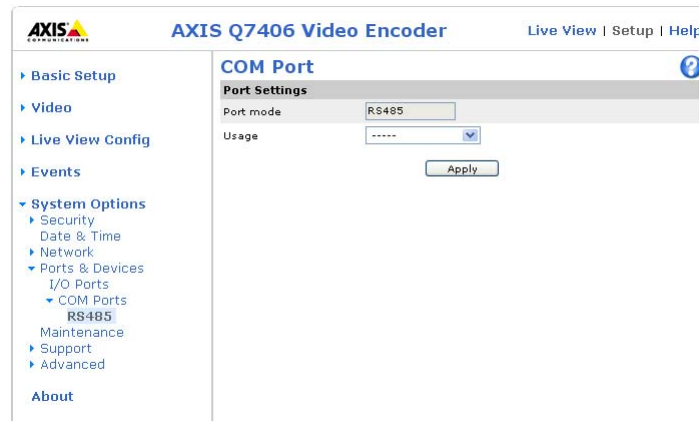 AXIS
COMMUNICATIONS
AXIS Q7406 Video Encoder
Live View | Setup | Help
Basic Setup
Video
Live View Config
Events
System Options
Security
Date & Time
Network
Ports & Devices
I/O Ports
COM Ports
RS485
Maintenance
Support
Advanced
About
COM Port
?
Port Settings
Port mode RS485
Usage -----
Apply